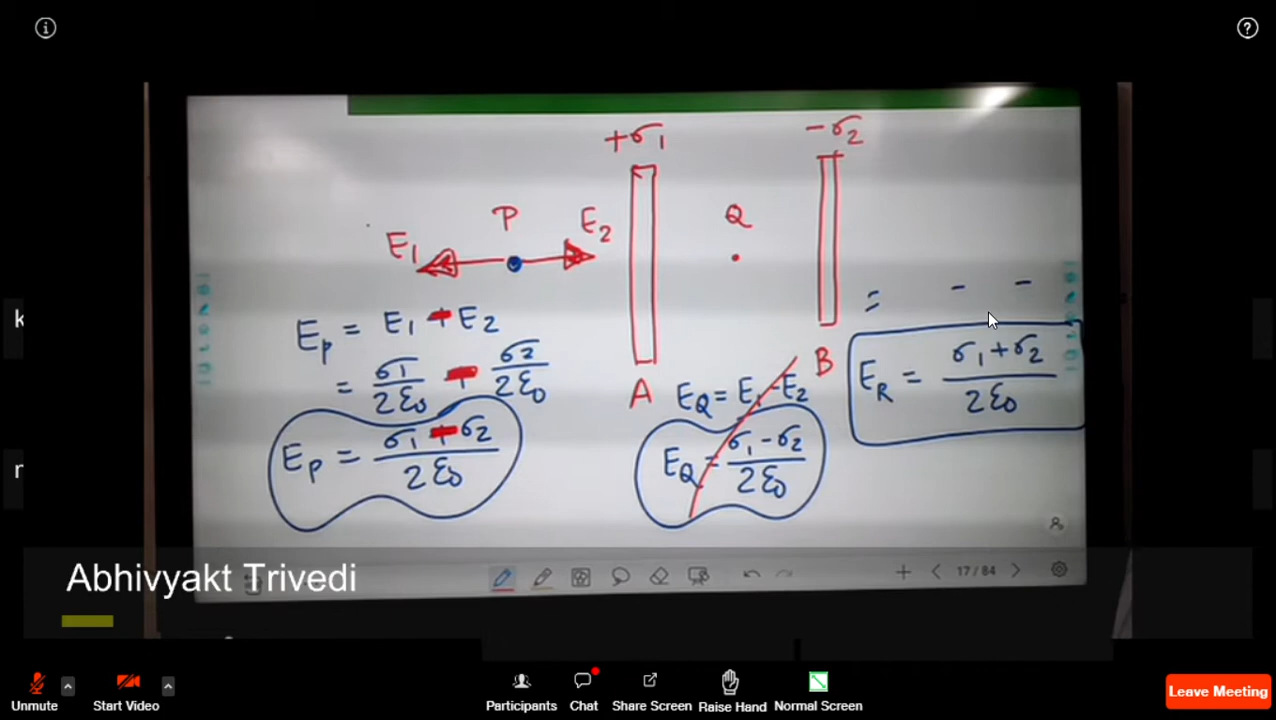 +σ1
-σ2
P
Q
E1
E2
Ep = E1 + E2
= σ1/2ε0 + σ2/2ε0
Ep = σ1 + σ2/2ε0
A
B
EQ = E1 - E2
EQ = σ1 - σ2/2ε0
= - -
ER = σ1 + σ2/2ε0
k
n
17 / 84
Abhivyakt Trivedi
Unmute
Start Video
Participants
Chat
Share Screen
Raise Hand
Normal Screen
Leave Meeting